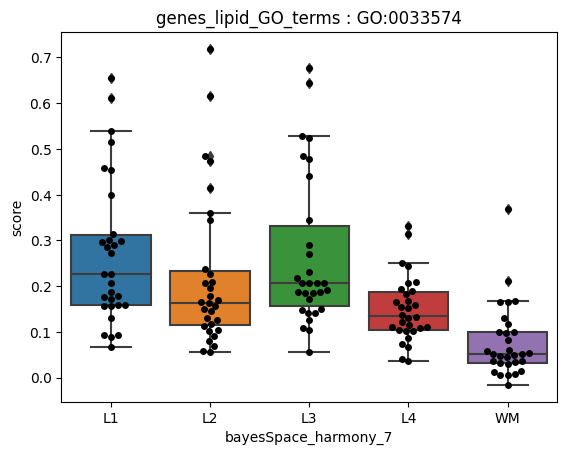 genes_lipid_GO_terms : GO:0033574
0.7
0.6
0.5
0.4
0.3
0.2
0.1
0.0
score
L1 L2 L3 L4 WM
bayesSpace_harmony_7